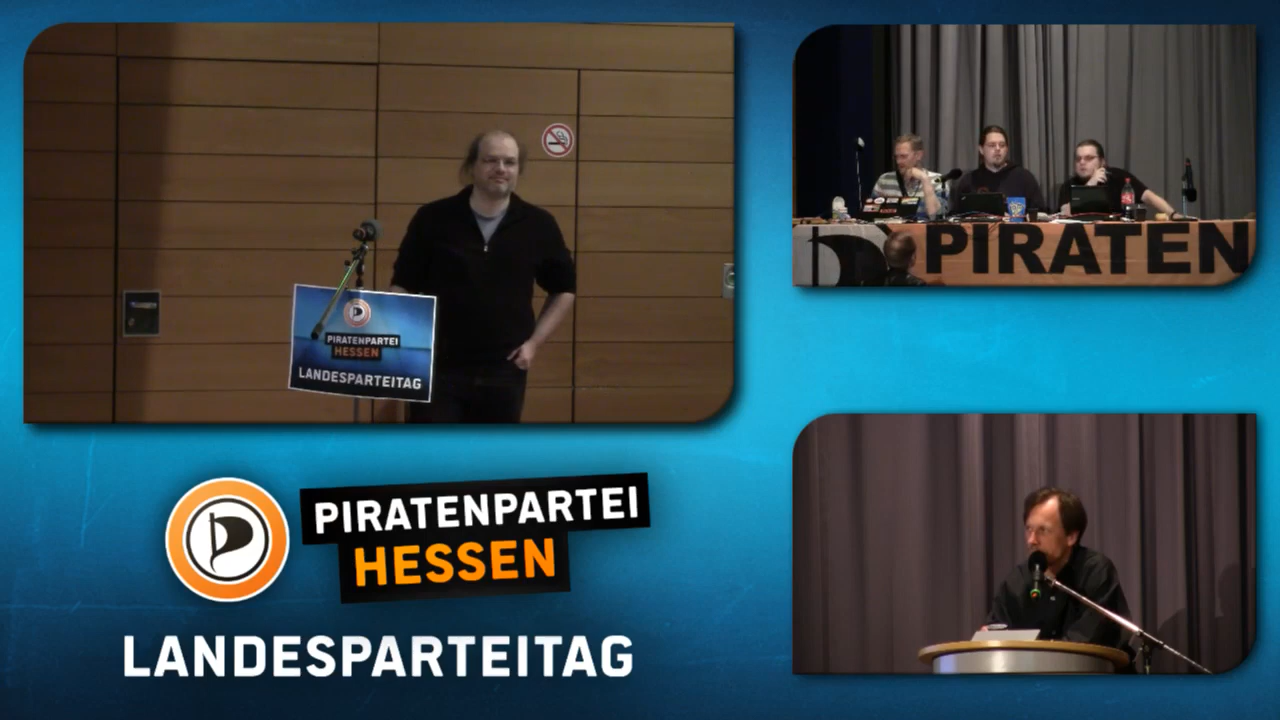 PIRATENPARTEI
HESSEN
LANDESPARTEITAG
PIRATEN
PIRATENPARTEI
HESSEN
LANDESPARTEITAG